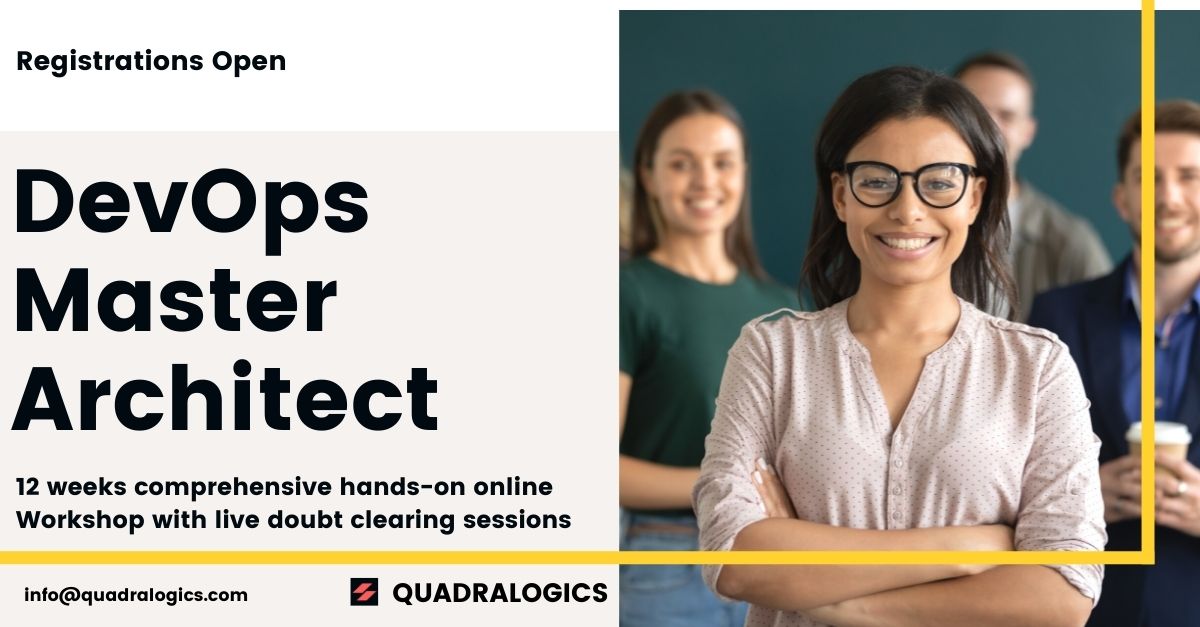 Registrations Open
DevOps
Master
Architect
12 weeks comprehensive hands-on online
Workshop with live doubt clearing sessions
info@quadralogics.com
QUADRALOGICS